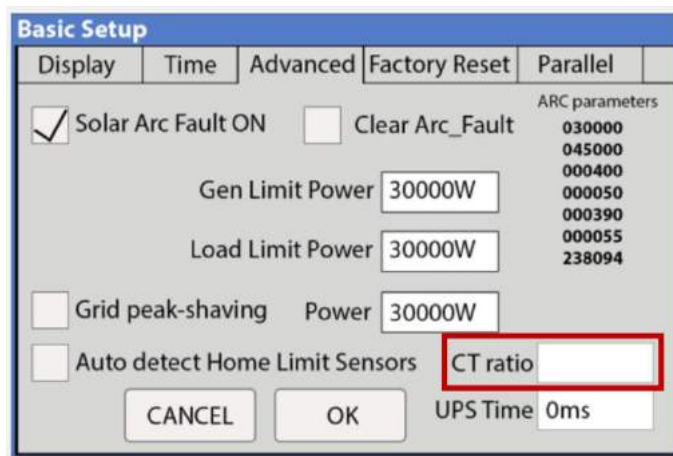 Basic Setup
Display Time Advanced Factory Reset Parallel
ARC parameters
Solar Arc Fault ON Clear Arc_Fault
030000
045000
000400
000050
000390
000055
238094
Gen Limit Power 30000W
Load Limit Power 30000W
Grid peak-shaving Power 30000W
Auto detect Home Limit Sensors CT ratio
CANCEL OK UPS Time 0ms